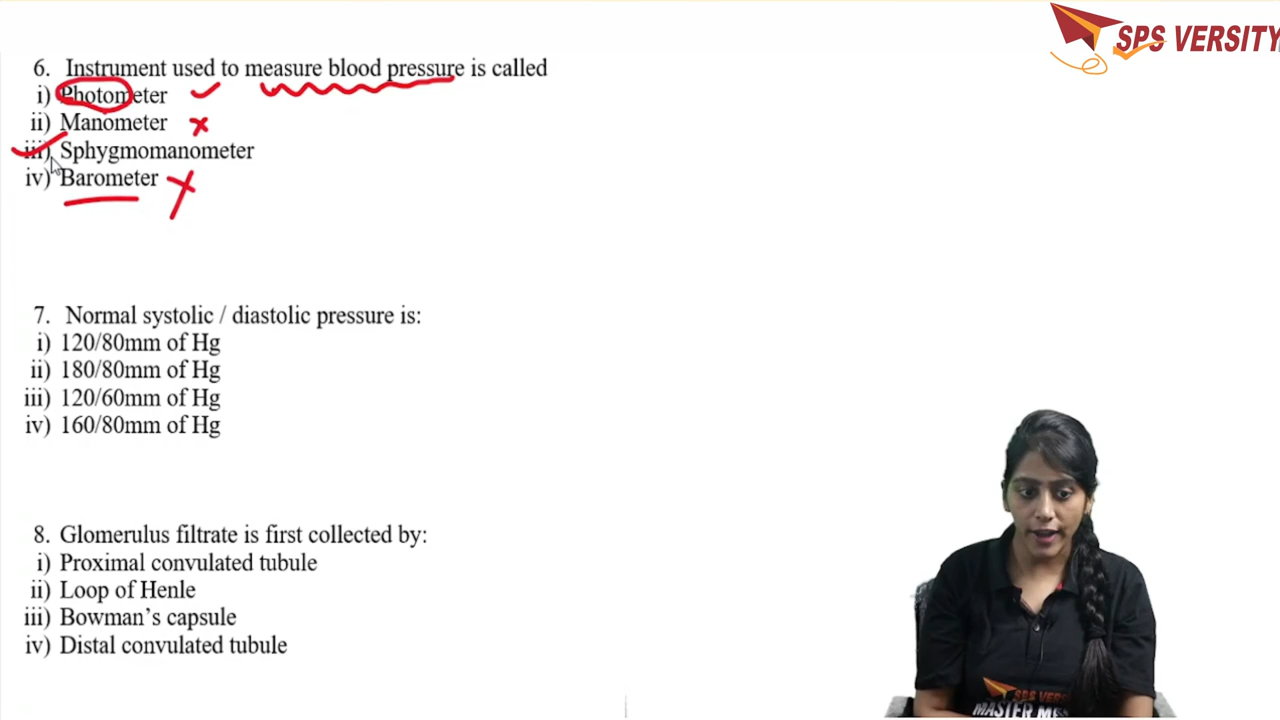 SPS VERSITY
6. Instrument used to measure blood pressure is called
i) Photometer
ii) Manometer
iii) Sphygmomanometer
iv) Barometer
7. Normal systolic / diastolic pressure is:
i) 120/80mm of Hg
ii) 180/80mm of Hg
iii) 120/60mm of Hg
iv) 160/80mm of Hg
8. Glomerulus filtrate is first collected by:
i) Proximal convulated tubule
ii) Loop of Henle
iii) Bowman’s capsule
iv) Distal convulated tubule
SPS
MASTER